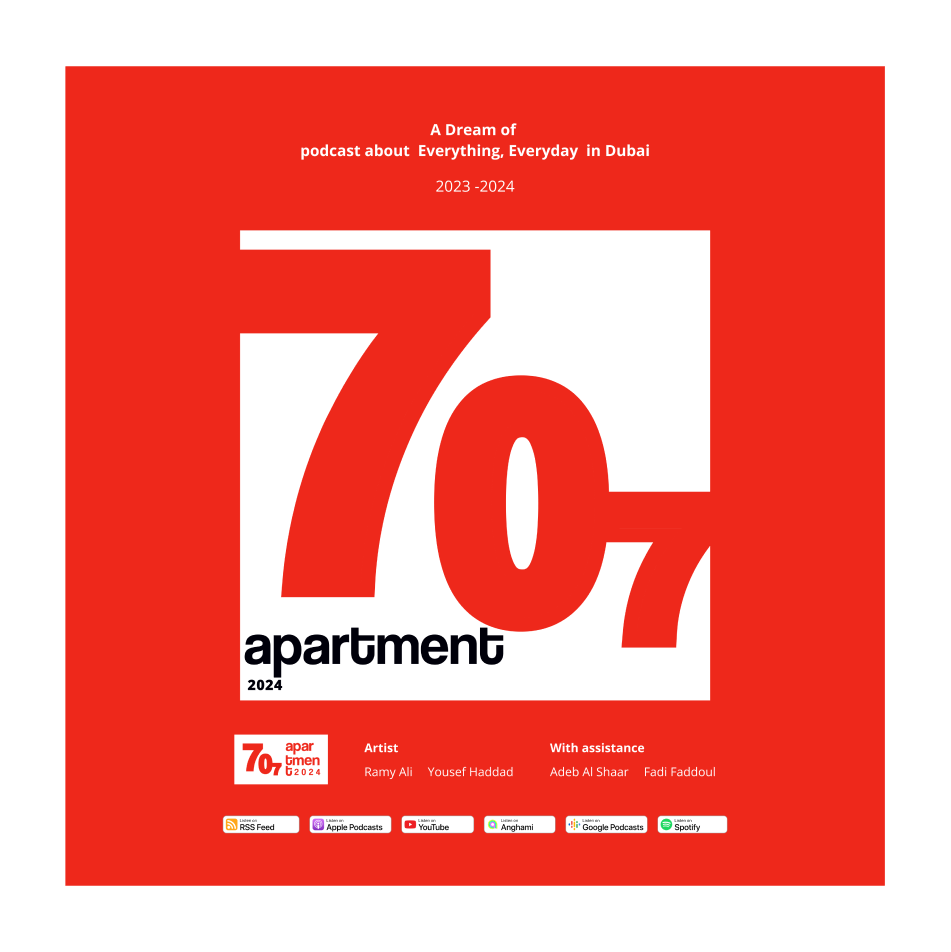 A Dream of
podcast about  Everything, Everyday  in Dubai
2023 -2024
707
apartment
2024
707
apar
tmen
t2024
Artist
Ramy Ali    Yousef Haddad
With assistance
Adeb Al Shaar    Fadi Faddoul
Listen on
RSS Feed
Listen on
Apple Podcasts
Listen on
YouTube
Listen on
Anghami
Listen on
Google Podcasts
Listen on
Spotify